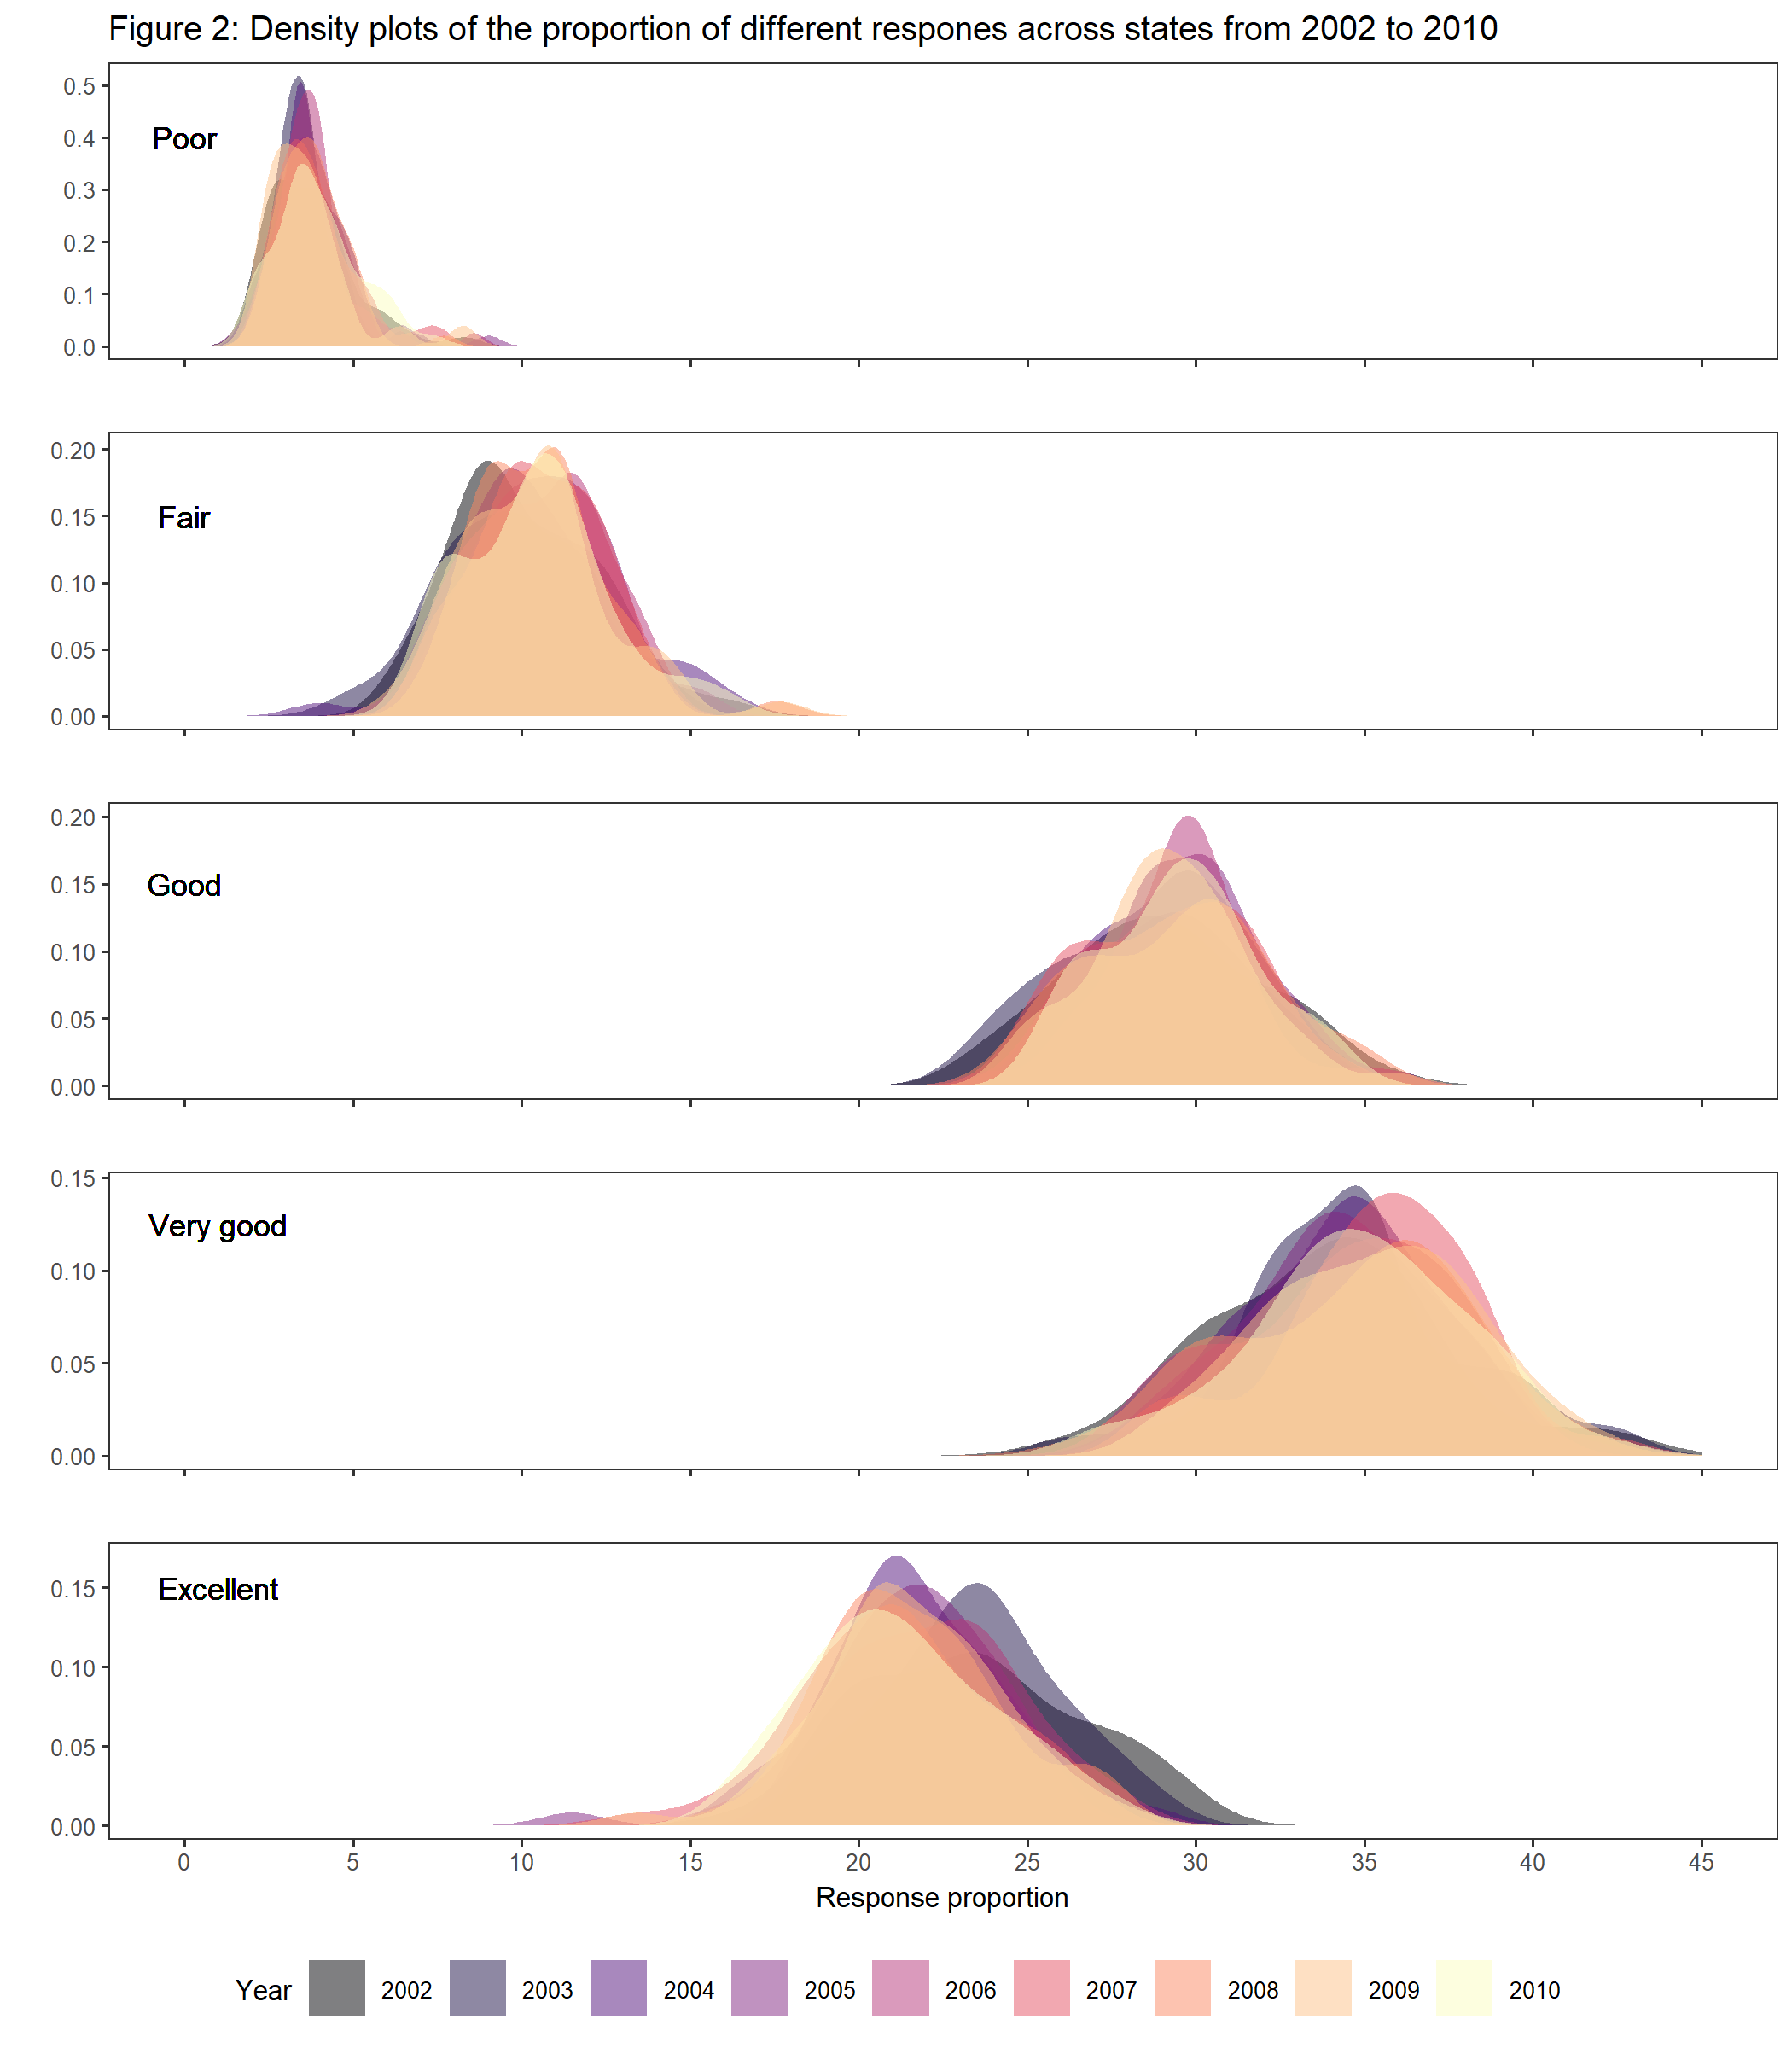 Figure 2: Density plots of the proportion of different respones across states from 2002 to 2010
0.5
Poor
0.4
0.3
0.2
0.1
0.0
0.20
Fair
0.15
0.10
0.05
0.00
0.20
Good
0.15
0.10
0.05
0.00
0.15
Very good
0.10
0.05
0.00
Excellent
0.15
0.10
0.05
0.00
0 5 10 15 20 25 30 35 40 45
Response proportion
Year 2002 2003 2004 2005 2006 2007 2008 2009 2010